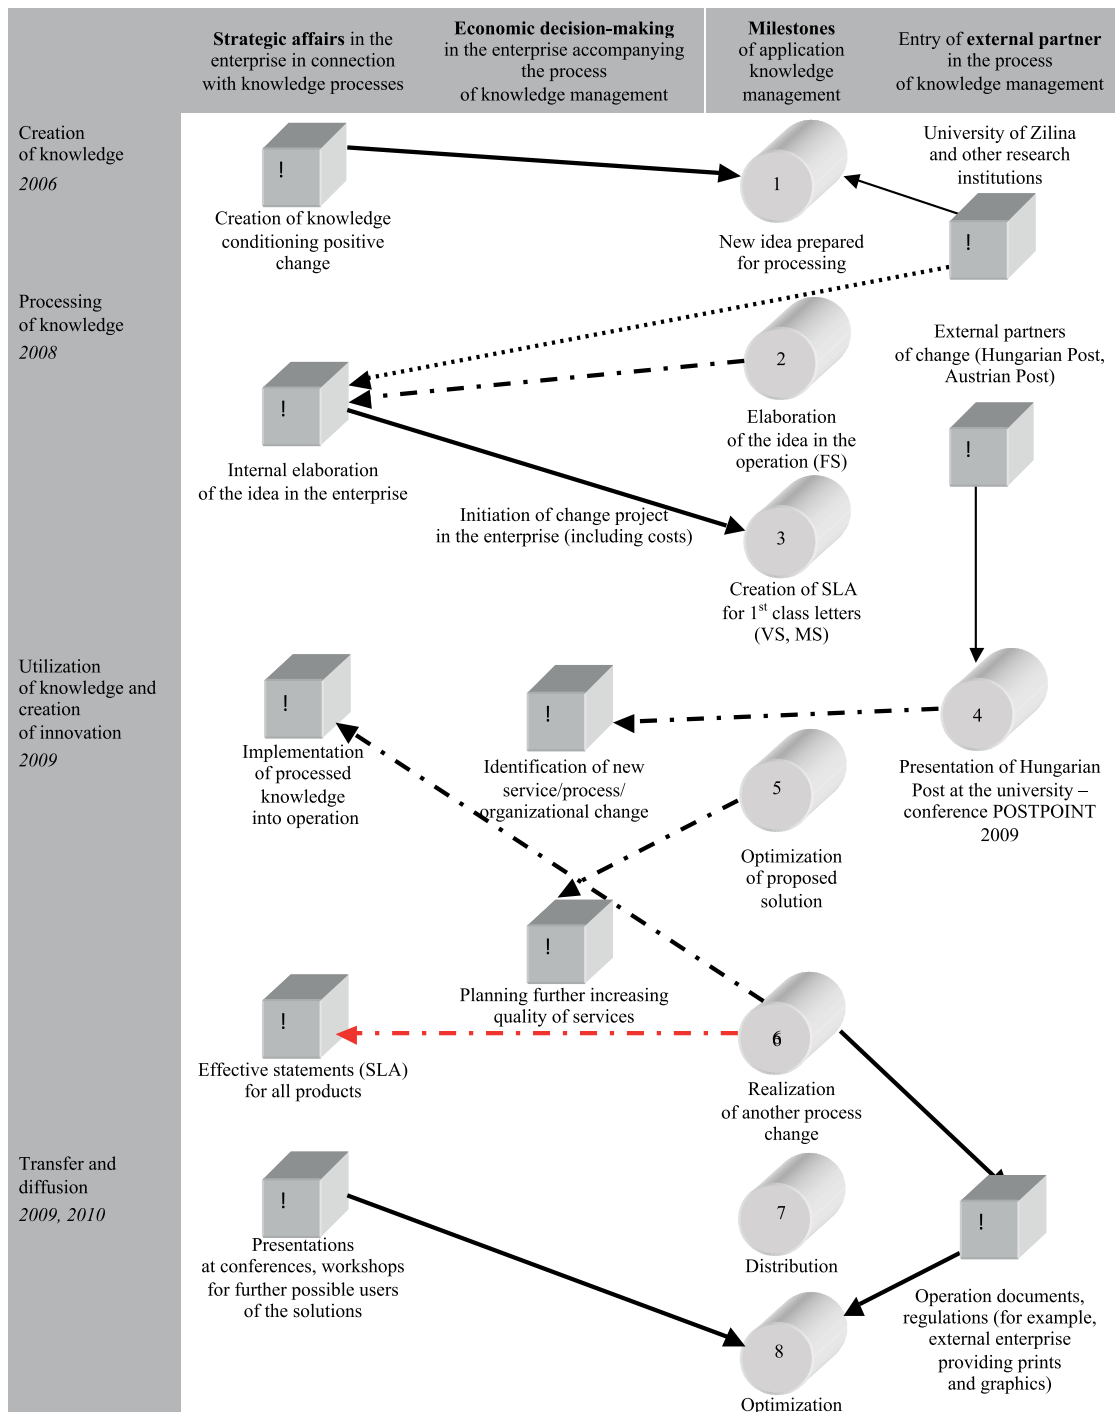 Strategic affairs in the
enterprise in connection
with knowledge processes
Economic decision-making
in the enterprise accompanying
the process
of knowledge management
Milestones
of application
knowledge
management
Entry of external partner
in the process
of knowledge management
Creation
of knowledge
2006
!
Creation of knowledge
conditioning positive
change
1
New idea prepared
for processing
University of Zilina
and other research
institutions
!
Processing
of knowledge
2008
!
Internal elaboration
of the idea in the enterprise
Initiation of change project
in the enterprise (including costs)
2
Elaboration
of the idea in the
operation (FS)
3
Creation of SLA
for 1st class letters
(VS, MS)
External partners
of change (Hungarian Post,
Austrian Post)
!
Utilization
of knowledge and
creation
of innovation
2009
!
Implementation
of processed
knowledge
into operation
!
Identification of new
service/process/
organizational change
4
Presentation of Hungarian
Post at the university –
conference POSTPOINT
2009
5
Optimization
of proposed
solution
!
Planning further increasing
quality of services
!
Effective statements (SLA)
for all products
6
Realization
of another process
change
Transfer and
diffusion
2009, 2010
!
Presentations
at conferences, workshops
for further possible users
of the solutions
7
Distribution
!
Operation documents,
regulations (for example,
external enterprise
providing prints
and graphics)
8
Optimization